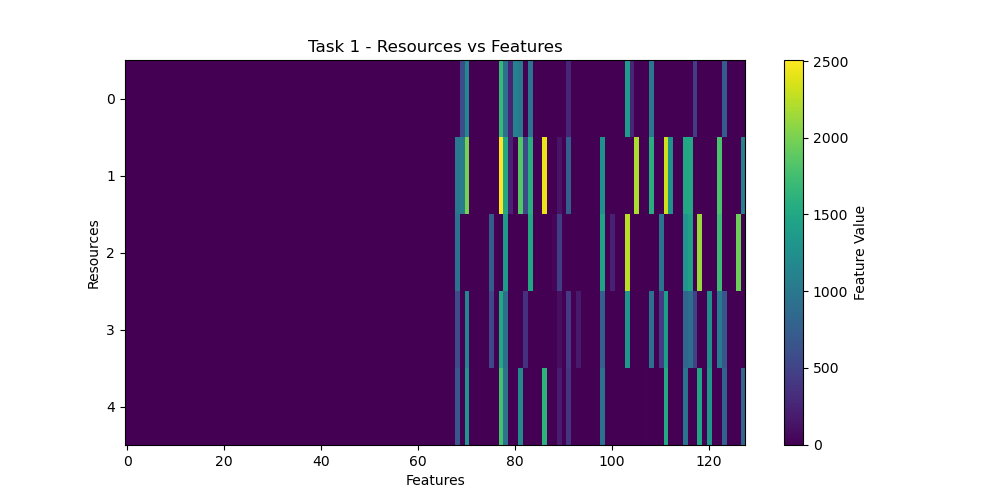 Task 1 - Resources vs Features
Resources
0
1
2
3
4
0 20 40 60 80 100 120
Features
2500
2000
1500
1000
500
0
Feature Value